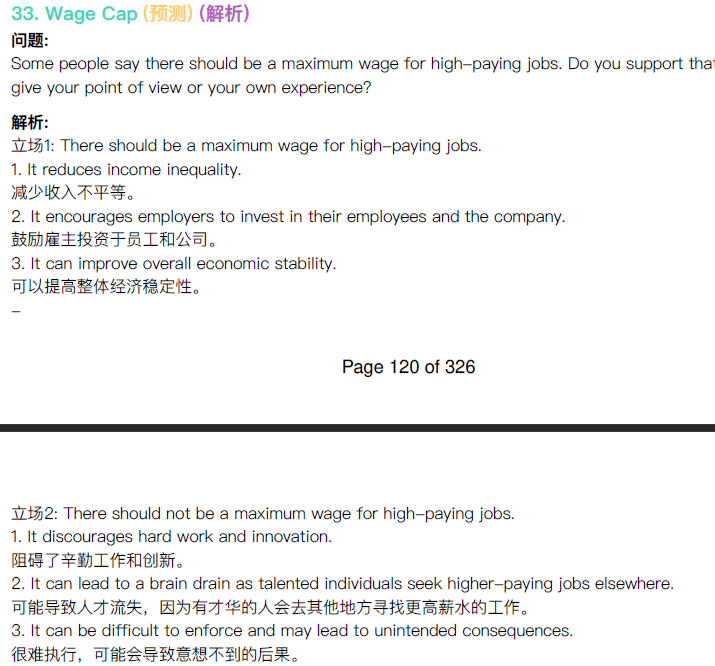 33. Wage Cap (预测) (解析)
问题:
Some people say there should be a maximum wage for high-paying jobs. Do you support that
give your point of view or your own experience?
解析:
立场1: There should be a maximum wage for high-paying jobs.
1. It reduces income inequality.
减少收入不平等。
2. It encourages employers to invest in their employees and the company.
鼓励雇主投资于员工和公司。
3. It can improve overall economic stability.
可以提高整体经济稳定性。
–
Page 120 of 326
立场2: There should not be a maximum wage for high-paying jobs.
1. It discourages hard work and innovation.
阻碍了辛勤工作和创新。
2. It can lead to a brain drain as talented individuals seek higher-paying jobs elsewhere.
可能导致人才流失，因为有才华的人会去其他地方寻找更高薪水的工作。
3. It can be difficult to enforce and may lead to unintended consequences.
很难执行，可能会导致意想不到的后果。